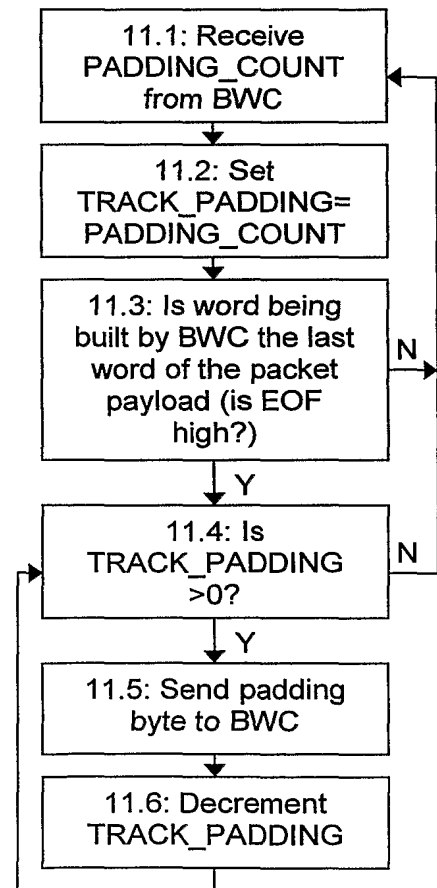 11.1: Receive
PADDING_COUNT
from BWC
11.2: Set
TRACK_PADDING=
PADDING_COUNT
11.3: Is word being
built by BWC the last
word of the packet
payload (is EOF
high?)
N
Y
11.4: Is
TRACK_PADDING
>0?
N
Y
11.5: Send padding
byte to BWC
11.6: Decrement
TRACK_PADDING